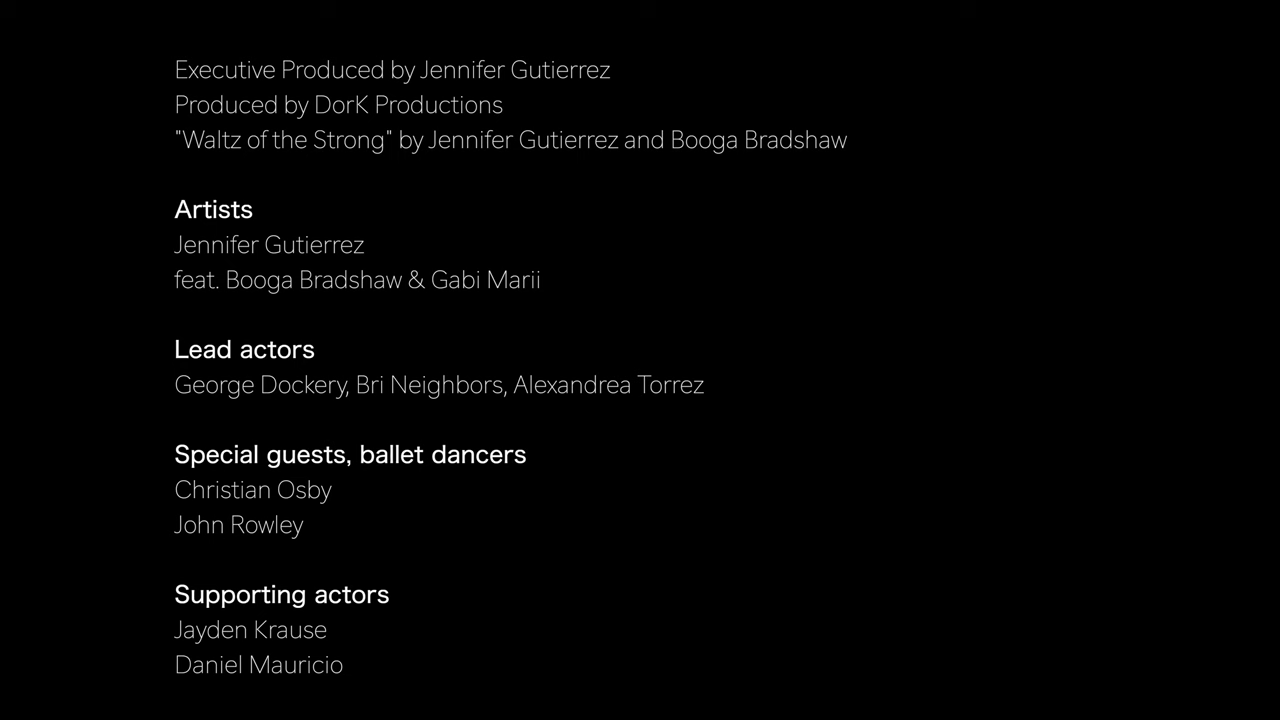 Executive Produced by Jennifer Gutierrez
Produced by DorK Productions
"Waltz of the Strong" by Jennifer Gutierrez and Booga Bradshaw
Artists
Jennifer Gutierrez
feat. Booga Bradshaw & Gabi Marii
Lead actors
George Dockery, Bri Neighbors, Alexandrea Torrez
Special guests, ballet dancers
Christian Osby
John Rowley
Supporting actors
Jayden Krause
Daniel Mauricio